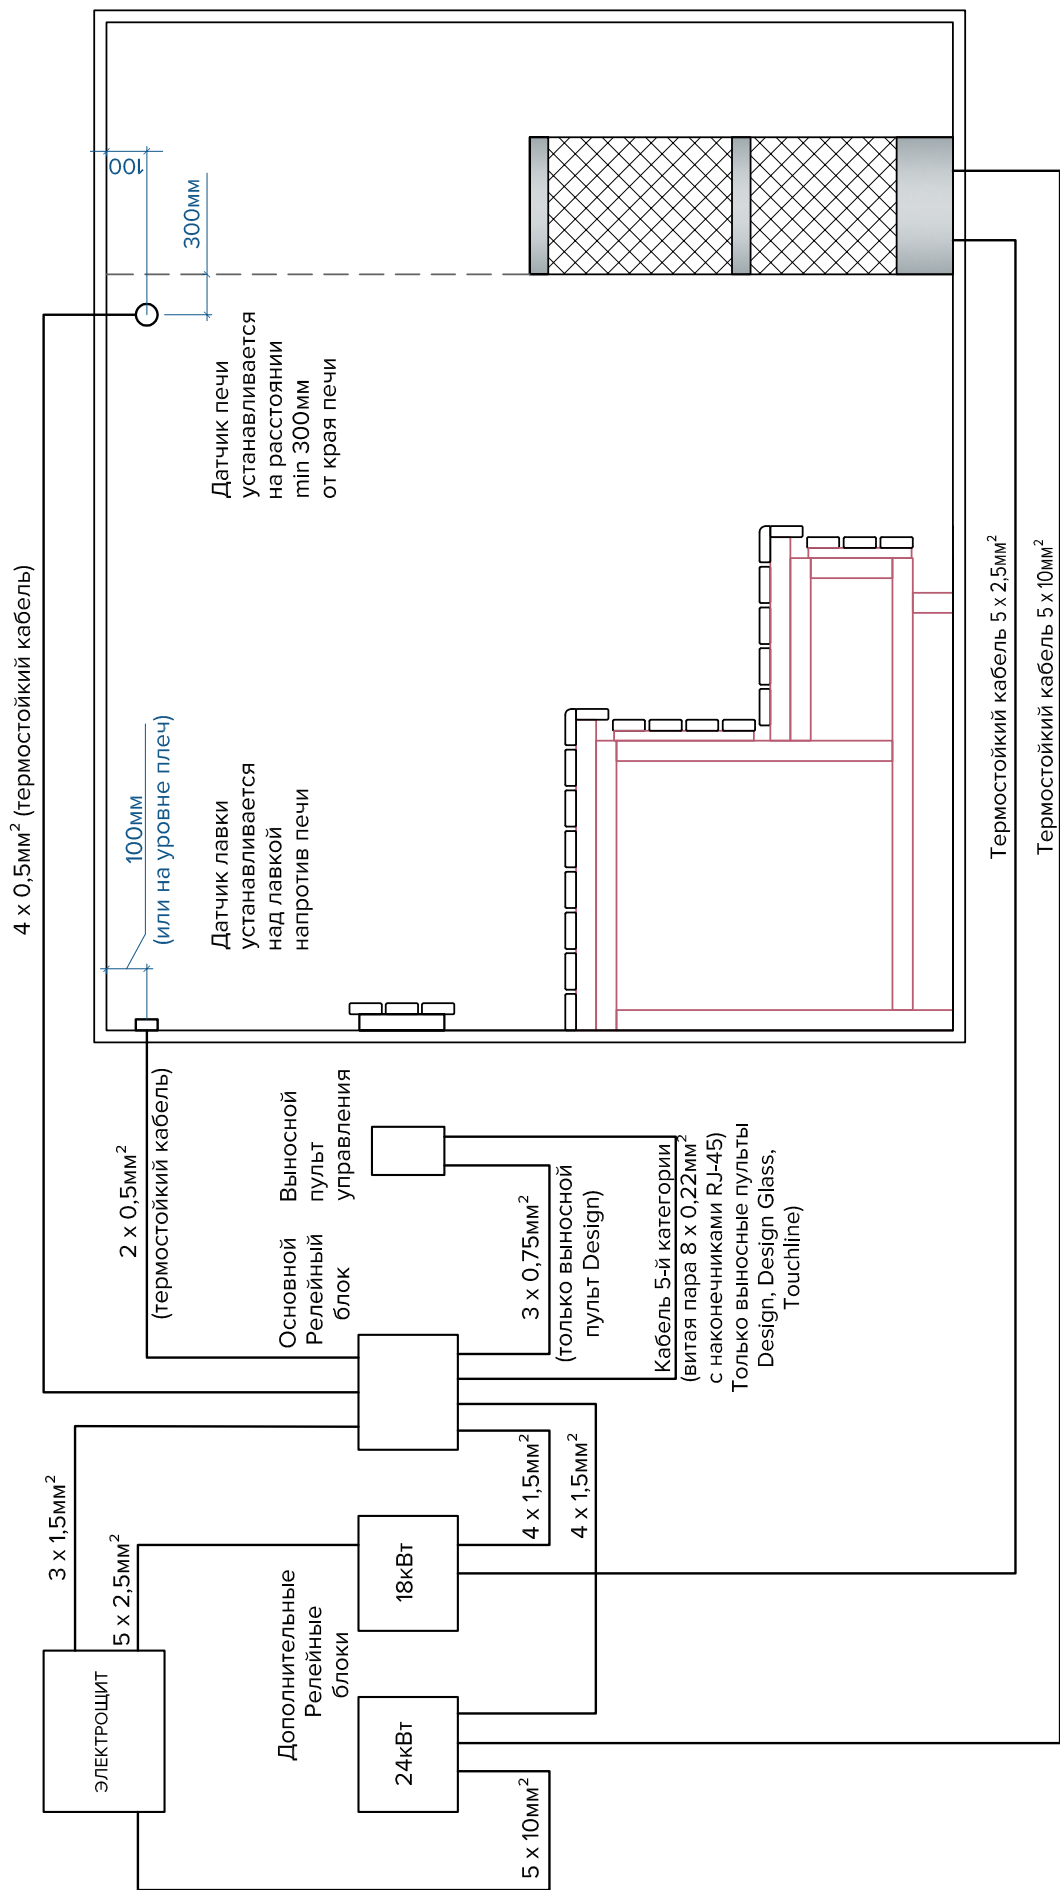 4 x 0,5мм² (термостойкий кабель)
100мм
(или на уровне плеч)
100
300мм
Датчик лавки
устанавливается
над лавкой
напротив печи
Датчик печи
устанавливается
на расстоянии
min 300мм
от края печи
2 x 0,5мм²
(термостойкий кабель)
3 x 1,5мм²
5 x 2,5мм²
ЭЛЕКТРОЩИТ
Дополнительные
Релейные
блоки
Основной
Релейный
блок
Выносной
пульт
управления
24кВт
18кВт
5 x 10мм²
4 x 1,5мм²
4 x 1,5мм²
3 x 0,75мм²
(только выносной
пульт Design)
Кабель 5-й категории
(витая пара 8 x 0,22мм²
с наконечниками RJ-45)
Только выносные пульты
Design, Design Glass,
Touchline)
Термостойкий кабель 5 x 2,5мм²
Термостойкий кабель 5 x 10мм²